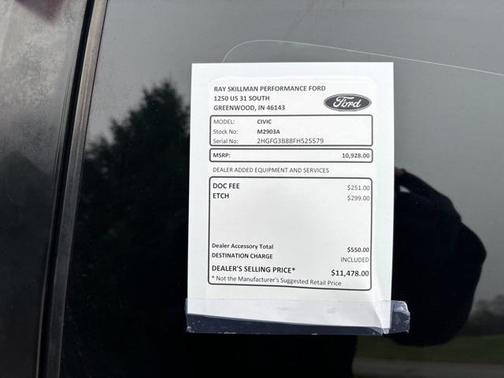 RAY SKILLMAN PERFORMANCE FORD
1250 US 31 SOUTH
GREENWOOD, IN 46143
Ford
MODEL: CIVIC
Stock No: M2903A
Serial No: 2HGFG3B88FH525579
MSRP: 10,928.00
DEALER ADDED EQUIPMENT AND SERVICES
DOC FEE $251.00
ETCH $299.00
Dealer Accessory Total $550.00
DESTINATION CHARGE INCLUDED
DEALER'S SELLING PRICE* $11,478.00
* Not the Manufacturer's Suggested Retail Price